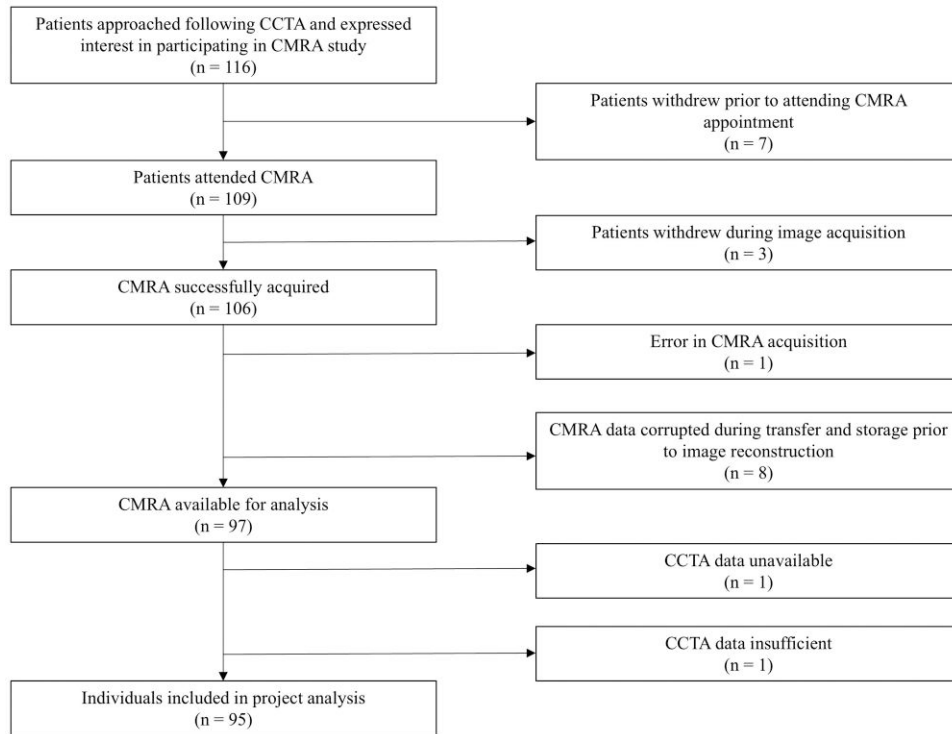 Patients approached following CCTA and expressed
interest in participating in CMRA study
(n = 116)
Patients withdrew prior to attending CMRA
appointment
(n = 7)
Patients attended CMRA
(n = 109)
Patients withdrew during image acquisition
(n = 3)
CMRA successfully acquired
(n = 106)
Error in CMRA acquisition
(n = 1)
CMRA data corrupted during transfer and storage prior
to image reconstruction
(n = 8)
CMRA available for analysis
(n = 97)
CCTA data unavailable
(n = 1)
CCTA data insufficient
(n = 1)
Individuals included in project analysis
(n = 95)